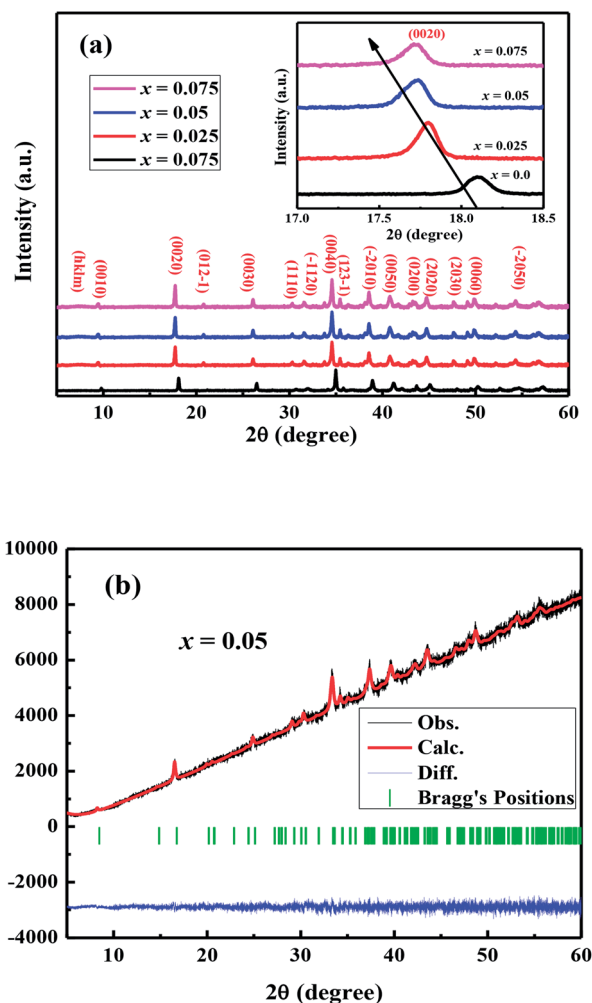 (a)
x = 0.075
x = 0.05
x = 0.025
x = 0.075
Intensity (a.u.)
(0020)
x = 0.075
x = 0.05
x = 0.025
x = 0.0
Intensity (a.u.)
17.0 17.5 18.0 18.5
2θ (degree)
(hklm) (0010) (0020) (012-1) (0030) (1110) (-1120) (0040) (123-1) (-2010) (0050) (0200) (2020) (2030) (0060) (-2050)
10 20 30 40 50 60
2θ (degree)
(b)
x = 0.05
10000
8000
6000
4000
2000
0
-2000
-4000
Obs.
Calc.
Diff.
Bragg's Positions
10 20 30 40 50 60
2θ (degree)